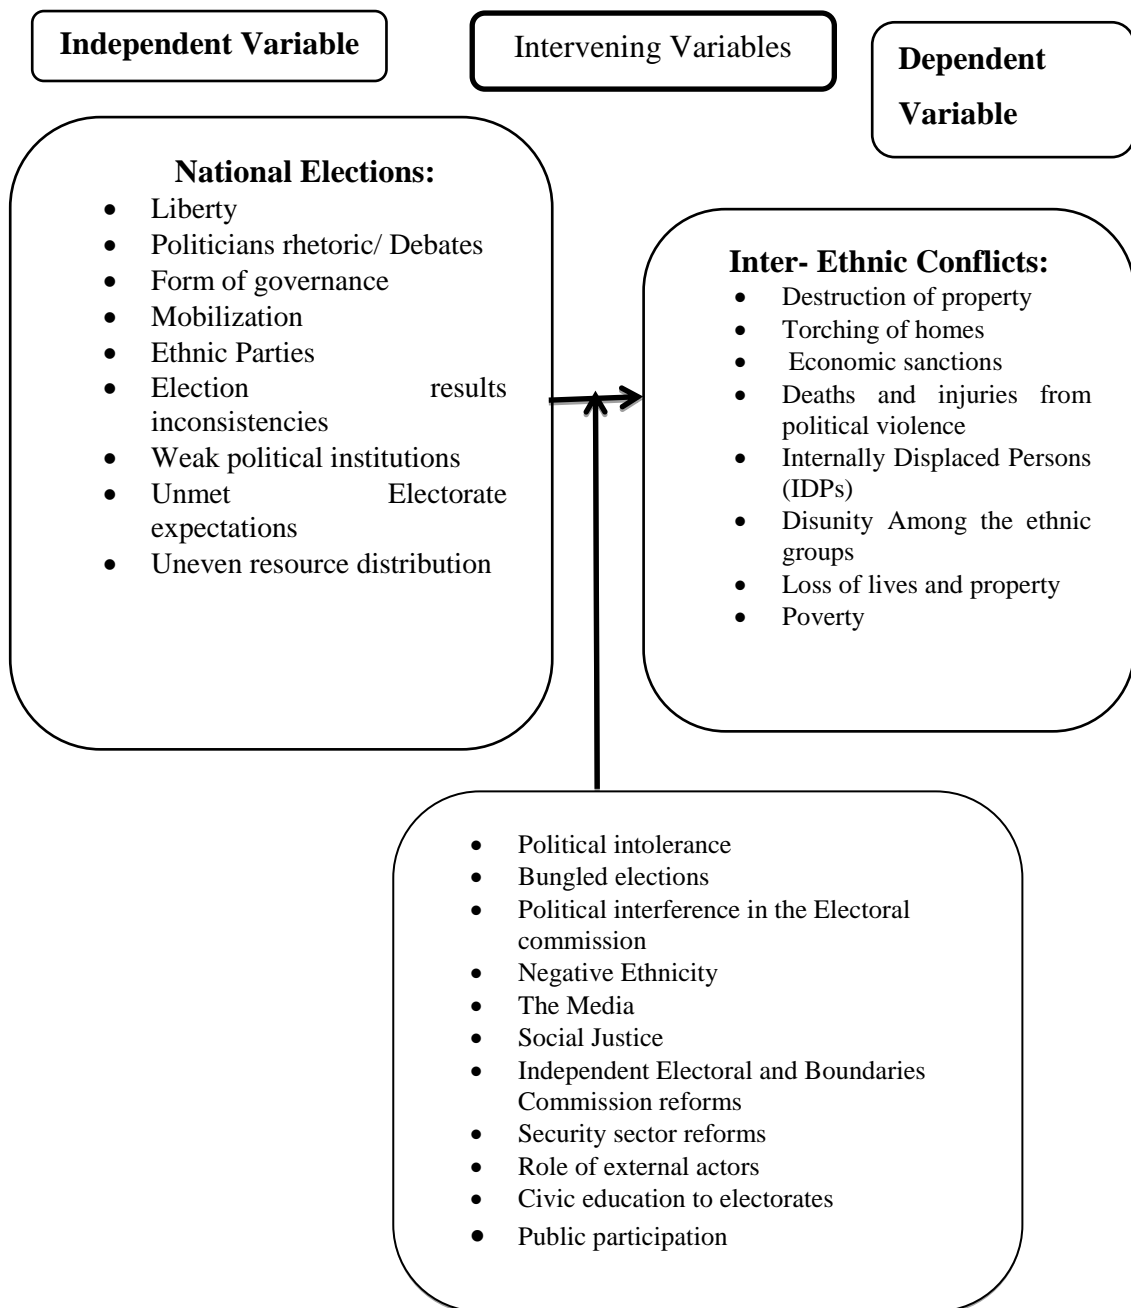 Independent Variable
Intervening Variables
Dependent
Variable
National Elections:
• Liberty
• Politicians rhetoric/ Debates
• Form of governance
• Mobilization
• Ethnic Parties
• Election results
inconsistencies
• Weak political institutions
• Unmet Electorate
expectations
• Uneven resource distribution
Inter- Ethnic Conflicts:
• Destruction of property
• Torching of homes
• Economic sanctions
• Deaths and injuries from
political violence
• Internally Displaced Persons
(IDPs)
• Disunity Among the ethnic
groups
• Loss of lives and property
• Poverty
• Political intolerance
• Bungled elections
• Political interference in the Electoral
commission
• Negative Ethnicity
• The Media
• Social Justice
• Independent Electoral and Boundaries
Commission reforms
• Security sector reforms
• Role of external actors
• Civic education to electorates
• Public participation